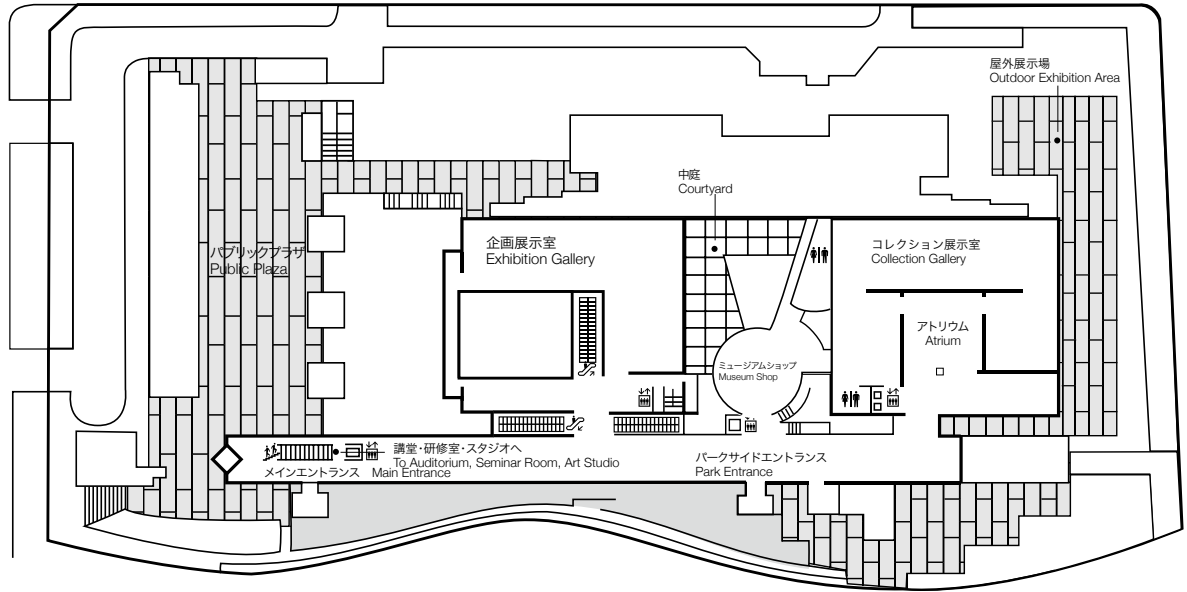 屋外展示場
Outdoor Exhibition Area
中庭
Courtyard
パブリックプラザ
Public Plaza
企画展示室
Exhibition Gallery
コレクション展示室
Collection Gallery
アトリウム
Atrium
ミュージアムショップ
Museum Shop
講堂・研修室・スタジオへ
To Auditorium, Seminar Room, Art Studio
メインエントランス Main Entrance
パークサイドエントランス
Park Entrance